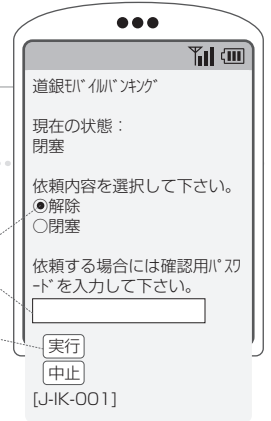 道銀ﾓﾊﾞｲﾙﾊﾞﾝｷﾝｸﾞ
現在の状態：
閉塞
依頼内容を選択して下さい。
◉解除
○閉塞
依頼する場合には確認用ﾊﾟｽﾜ
ｰﾄﾞを入力して下さい。
実行
中止
[J-IK-001]